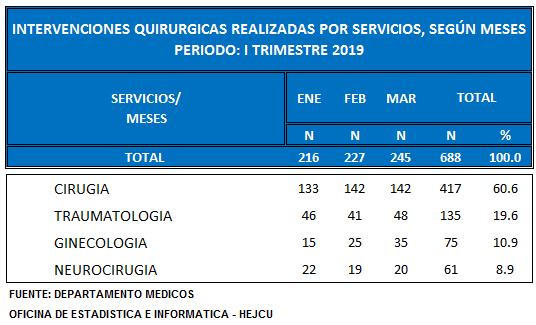 INTERVENCIONES QUIRURGICAS REALIZADAS POR SERVICIOS, SEGÚN MESES
PERIODO: I TRIMESTRE 2019
SERVICIOS/ MESES ENE FEB MAR TOTAL
N N N N %
TOTAL 216 227 245 688 100.0
CIRUGIA 133 142 142 417 60.6
TRAUMATOLOGIA 46 41 48 135 19.6
GINECOLOGIA 15 25 35 75 10.9
NEUROCIRUGIA 22 19 20 61 8.9
FUENTE: DEPARTAMENTO MEDICOS
OFICINA DE ESTADISTICA E INFORMATICA - HEJCU